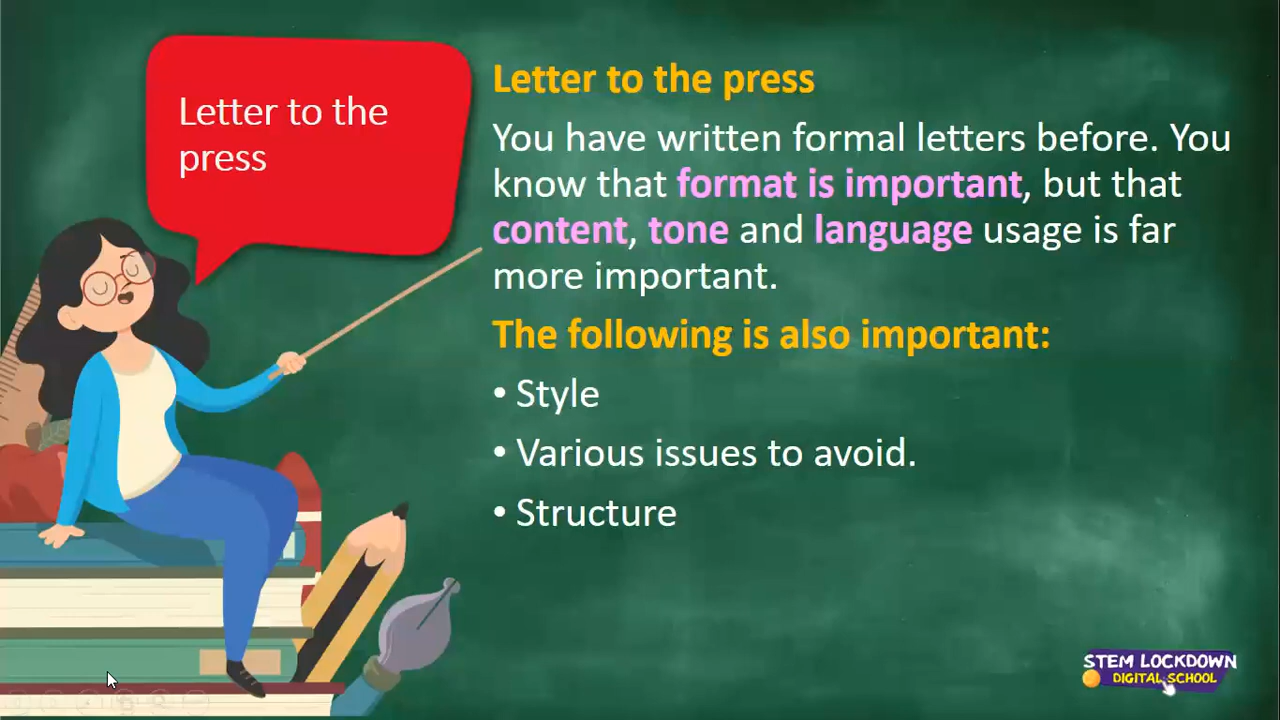 Letter to the
press
Letter to the press
You have written formal letters before. You
know that format is important, but that
content, tone and language usage is far
more important.
The following is also important:
• Style
• Various issues to avoid.
• Structure
STEM LOCKDOWN
DIGITAL SCHOOL